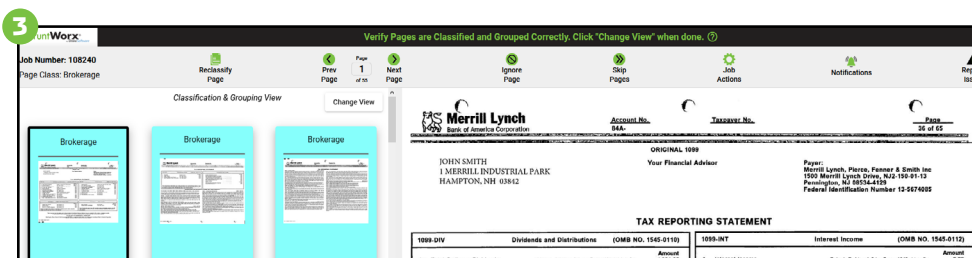 3
GruntWorx
Verify Pages are Classified and Grouped Correctly. Click "Change View" when done.
Job Number: 108240
Page Class: Brokerage
Reclassify
Page
Prev
Page
Page
1
of 55
Next
Page
Ignore
Page
Skip
Pages
Job
Actions
Notifications
Classification & Grouping View
Change View
Brokerage
Brokerage
Brokerage
Merrill Lynch
Bank of America Corporation
Account No.
64A-
Taxpayer No.
Page
36 of 65
ORIGINAL 1099
JOHN SMITH
1 MERRILL INDUSTRIAL PARK
HAMPTON, NH 03842
Your Financial Advisor
Payer:
Merrill Lynch, Pierce, Fenner & Smith Inc
1500 Merrill Lynch Drive, NJ2-150-01-13
Pennington, NJ 08534-4129
Federal Identification Number 13-5674085
TAX REPORTING STATEMENT
1099-DIV Dividends and Distributions (OMB NO. 1545-0110)
Amount
1099-INT Interest Income (OMB NO. 1545-0112)
Amount